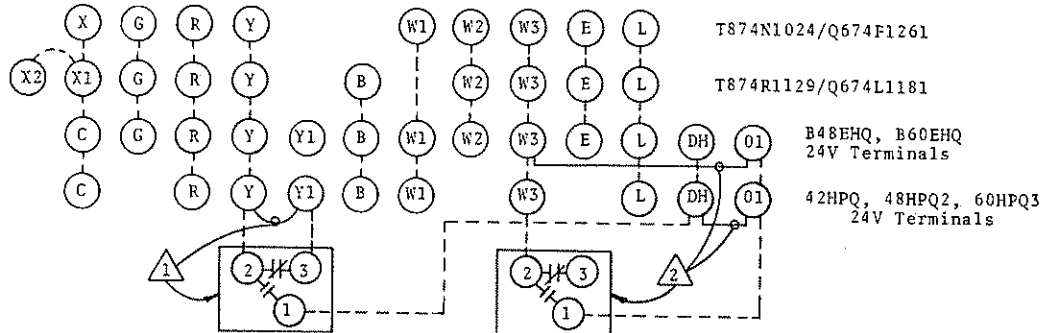 X G R Y W1 W2 W3 E L T874N1024/Q674F1261
X2 X1 G R Y B W2 W3 E L T874R1129/Q674L1181
C G R Y Y1 B W1 W2 W3 E L DH O1 B48EHQ, B60EHQ
24V Terminals
C R Y Y1 B W1 W3 L DH O1 42HPQ, 48HPQ2, 60HPQ3
24V Terminals
1 2 3 2 3 2
1 1